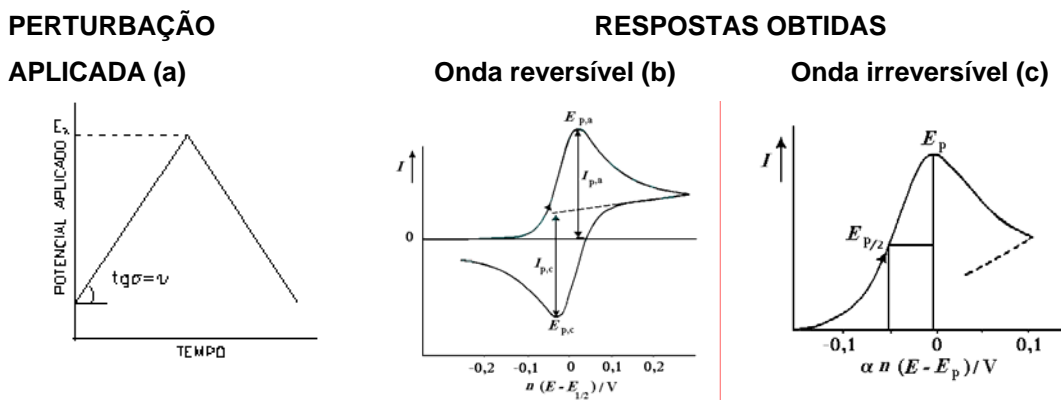 PERTURBAÇÃO
RESPOSTAS OBTIDAS
APLICADA (a)
Onda reversível (b)
Onda irreversível (c)
POTENCIAL APLICADO Eλ
tgσ=υ
TEMPO
I
0
E p,a
I p,a
I p,c
E p,c
-0,2 -0,1 0 0,1 0,2
n (E - E 1/2) / V
I
E p
E p/2
-0,1 0 0,1
α n (E - E p) / V